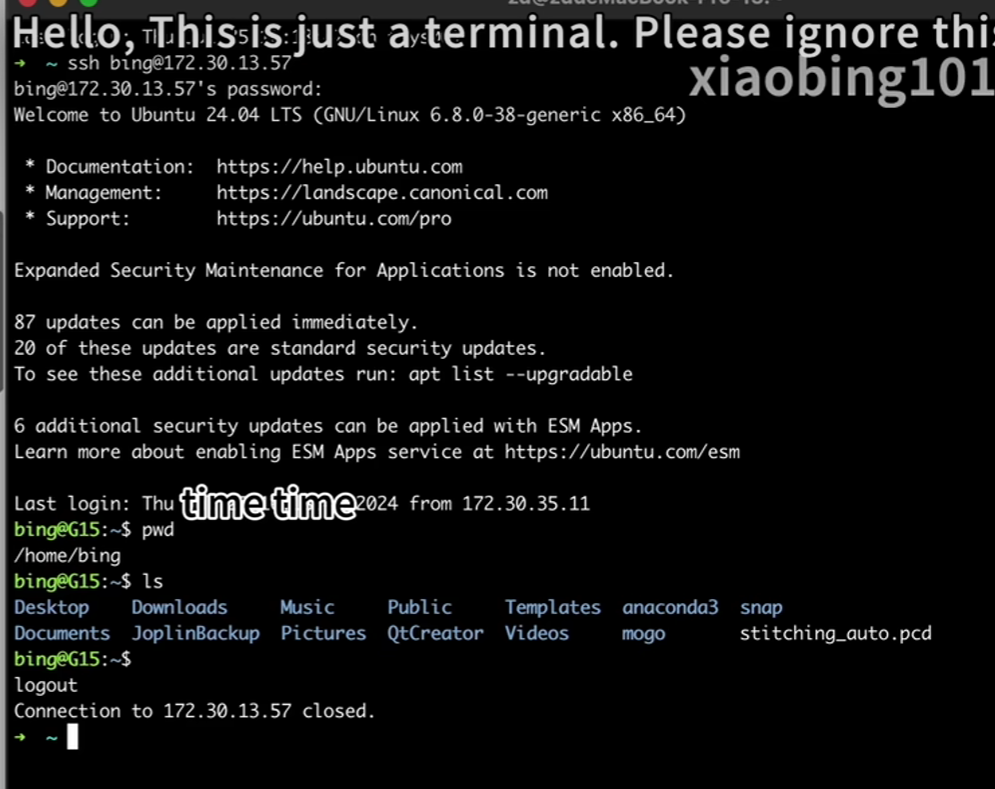 Hello, This is just a terminal. Please ignore this
xiaobing101
➜ ~ ssh bing@172.30.13.57
bing@172.30.13.57's password:
Welcome to Ubuntu 24.04 LTS (GNU/Linux 6.8.0-38-generic x86_64)
* Documentation: https://help.ubuntu.com
* Management: https://landscape.canonical.com
* Support: https://ubuntu.com/pro
Expanded Security Maintenance for Applications is not enabled.
87 updates can be applied immediately.
20 of these updates are standard security updates.
To see these additional updates run: apt list --upgradable
6 additional security updates can be applied with ESM Apps.
Learn more about enabling ESM Apps service at https://ubuntu.com/esm
Last login: Thu time time 2024 from 172.30.35.11
bing@G15:~$ pwd
/home/bing
bing@G15:~$ ls
Desktop Downloads Music Public Templates anaconda3 snap
Documents JoplinBackup Pictures QtCreator Videos mogo stitching_auto.pcd
bing@G15:~$
logout
Connection to 172.30.13.57 closed.
➜ ~